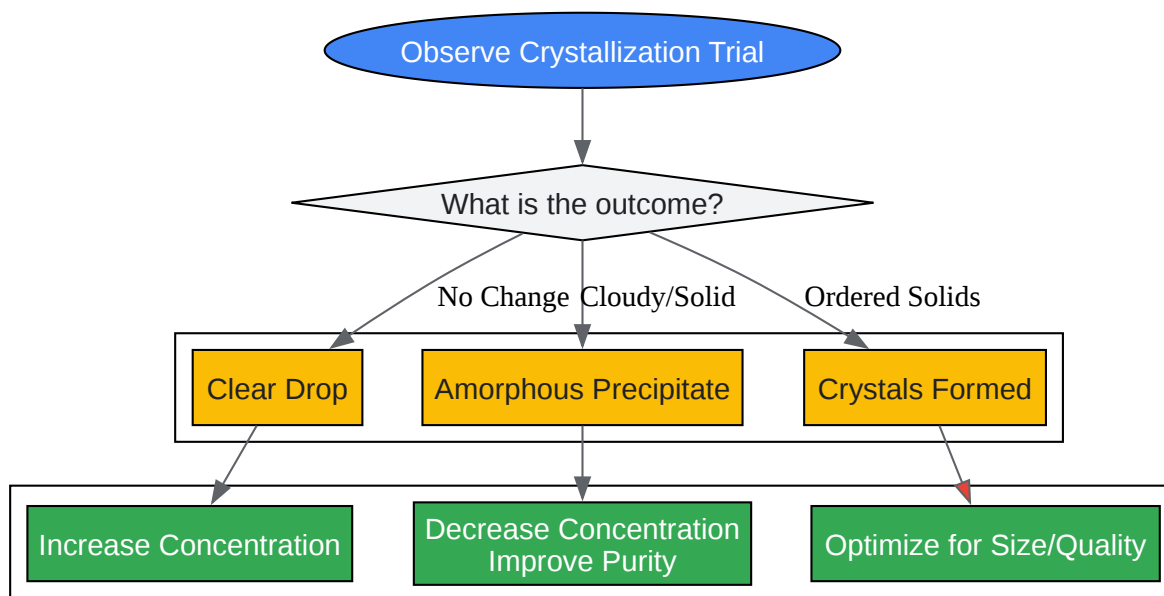 Observe Crystallization Trial
What is the outcome?
No Change
Cloudy/Solid
Ordered Solids
Clear Drop
Amorphous Precipitate
Crystals Formed
Increase Concentration
Decrease Concentration
Improve Purity
Optimize for Size/Quality